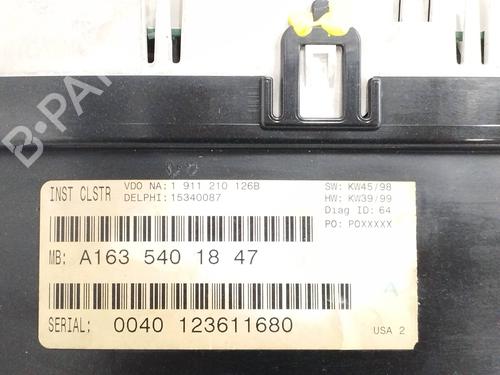 B-PARTS
INST CLSTR
VDO NA: 1 911 210 126B
DELPHI: 15340087
SW: KW45/98
HW: KW39/99
Diag ID: 64
PO: POXXXXX
MB: A163 540 18 47
A
SERIAL: 0040 123611680
USA 2